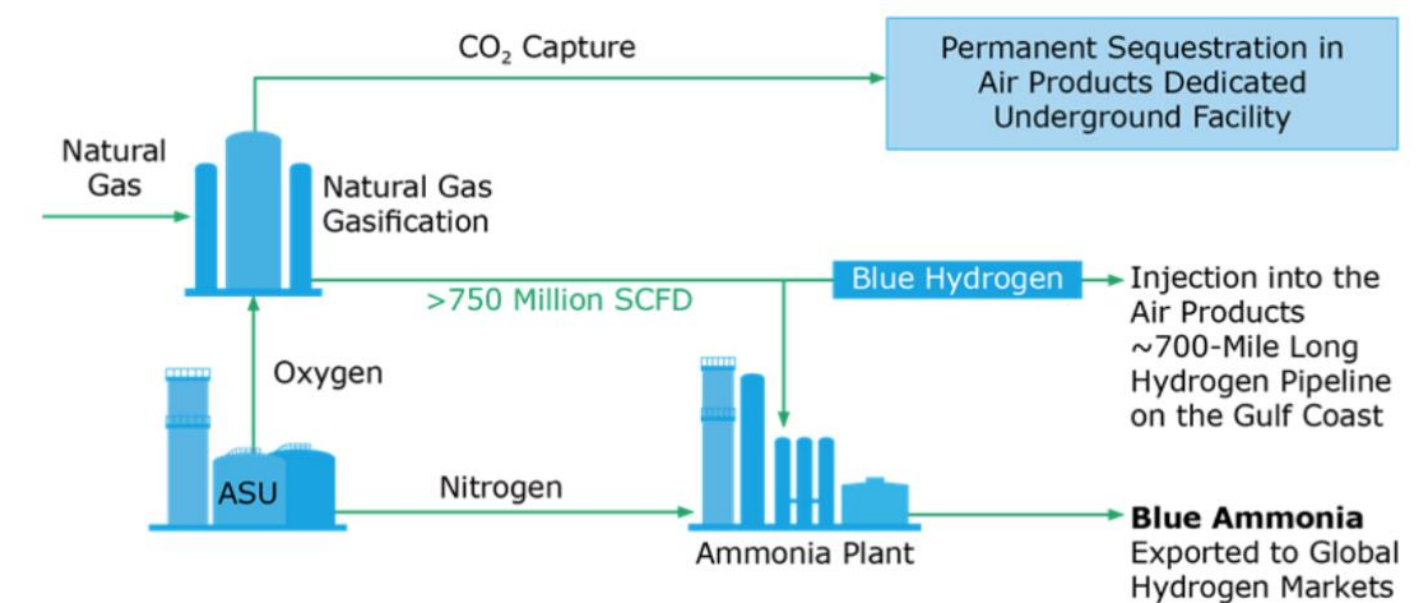 CO₂ Capture
Permanent Sequestration in
Air Products Dedicated
Underground Facility
Natural
Gas
Natural Gas
Gasification
>750 Million SCFD
Blue Hydrogen
Injection into the
Air Products
~700-Mile Long
Hydrogen Pipeline
on the Gulf Coast
Oxygen
ASU
Nitrogen
Ammonia Plant
Blue Ammonia
Exported to Global
Hydrogen Markets